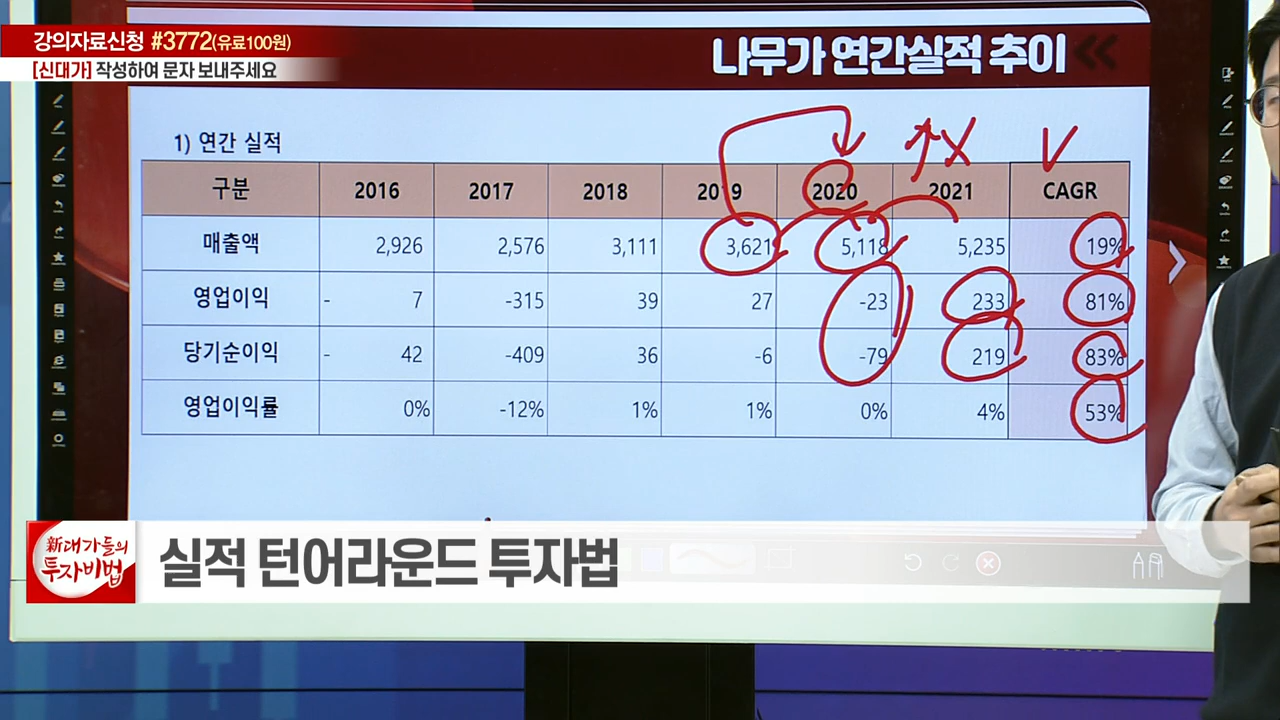 강의자료신청 #3772(유료100원)
[신대가] 작성하여 문자 보내주세요
나무가 연간실적 추이
1) 연간 실적
구분 2016 2017 2018 2019 2020 2021 CAGR
매출액 2,926 2,576 3,111 3,621 5,118 5,235 19%
영업이익 - 7 -315 39 27 -23 233 81%
당기순이익 - 42 -409 36 -6 -79 219 83%
영업이익률 0% -12% 1% 1% 0% 4% 53%
新대가들의
투자비법
실적 턴어라운드 투자법